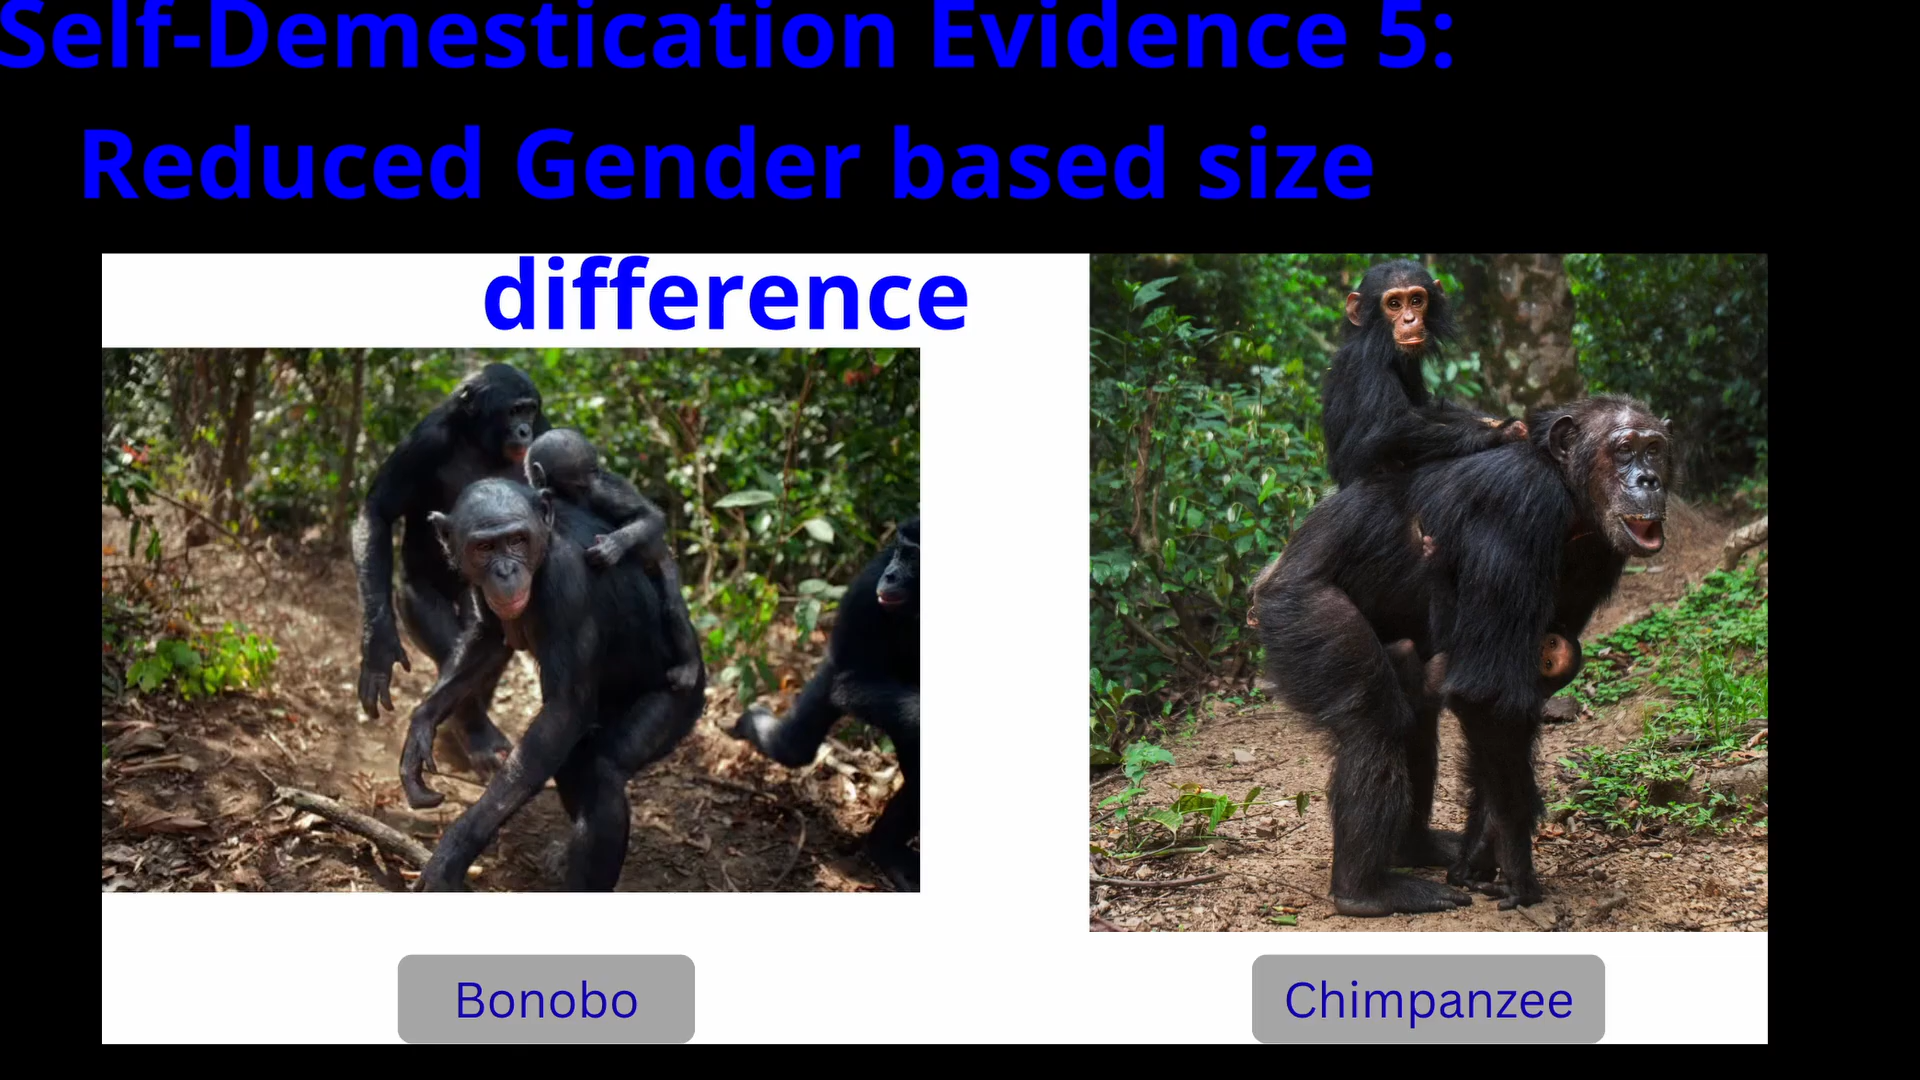 Self-Demestication Evidence 5:
Reduced Gender based size
difference
Bonobo
Chimpanzee